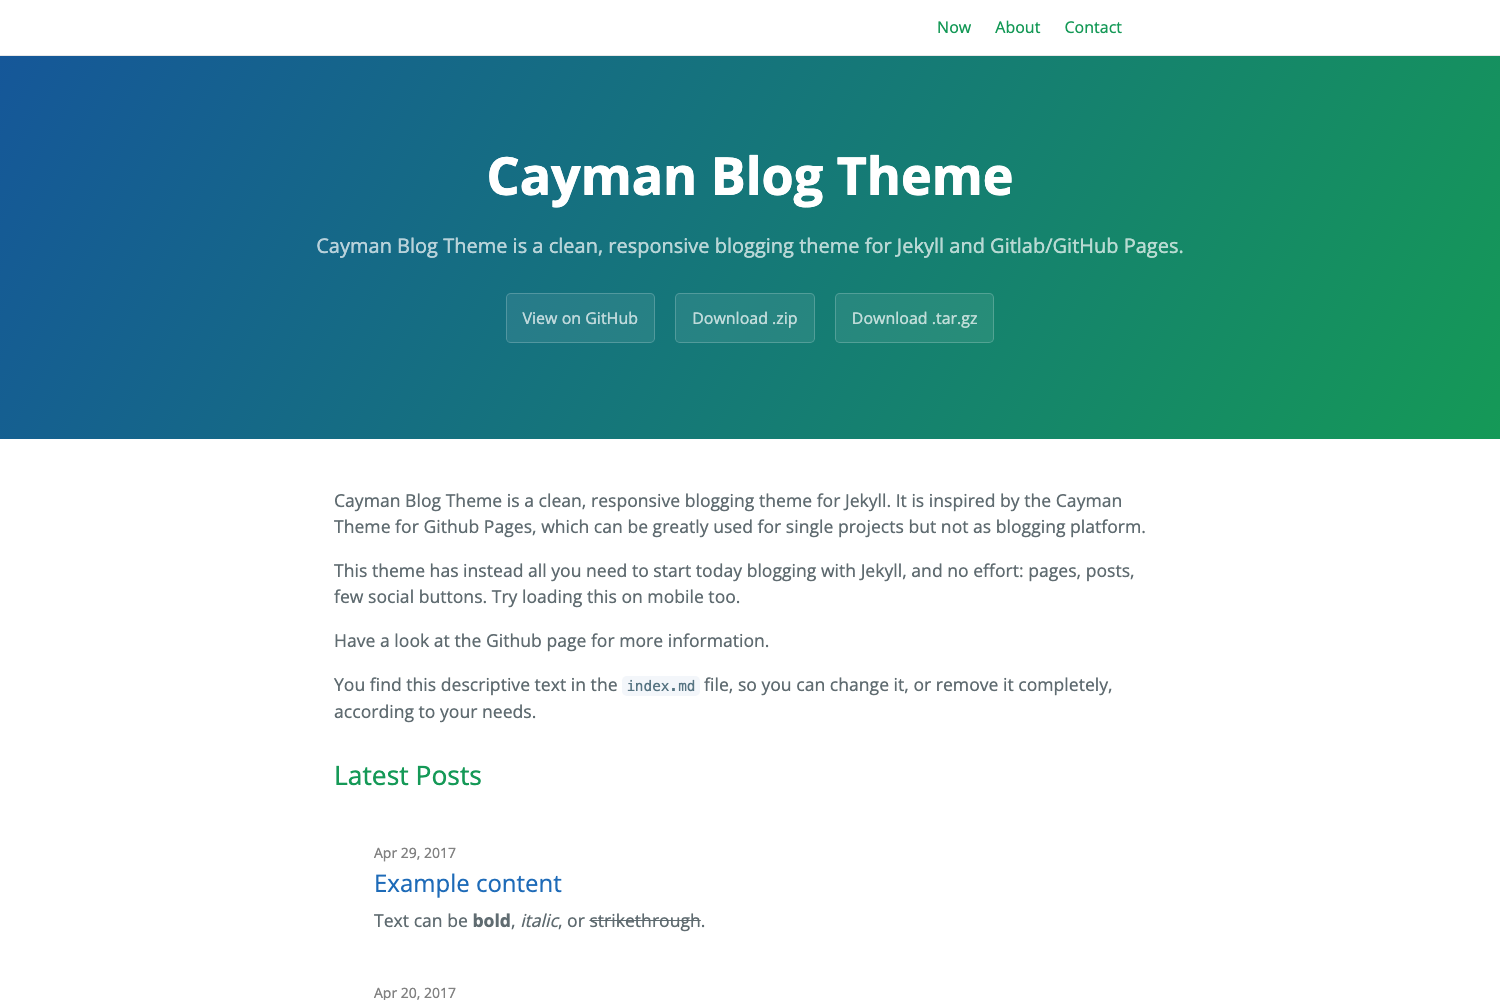 Now About Contact
Cayman Blog Theme
Cayman Blog Theme is a clean, responsive blogging theme for Jekyll and Gitlab/GitHub Pages.
View on GitHub Download .zip Download .tar.gz
Cayman Blog Theme is a clean, responsive blogging theme for Jekyll. It is inspired by the Cayman
Theme for Github Pages, which can be greatly used for single projects but not as blogging platform.
This theme has instead all you need to start today blogging with Jekyll, and no effort: pages, posts,
few social buttons. Try loading this on mobile too.
Have a look at the Github page for more information.
You find this descriptive text in the index.md file, so you can change it, or remove it completely,
according to your needs.
Latest Posts
Apr 29, 2017
Example content
Text can be bold, italic, or strikethrough.
Apr 20, 2017